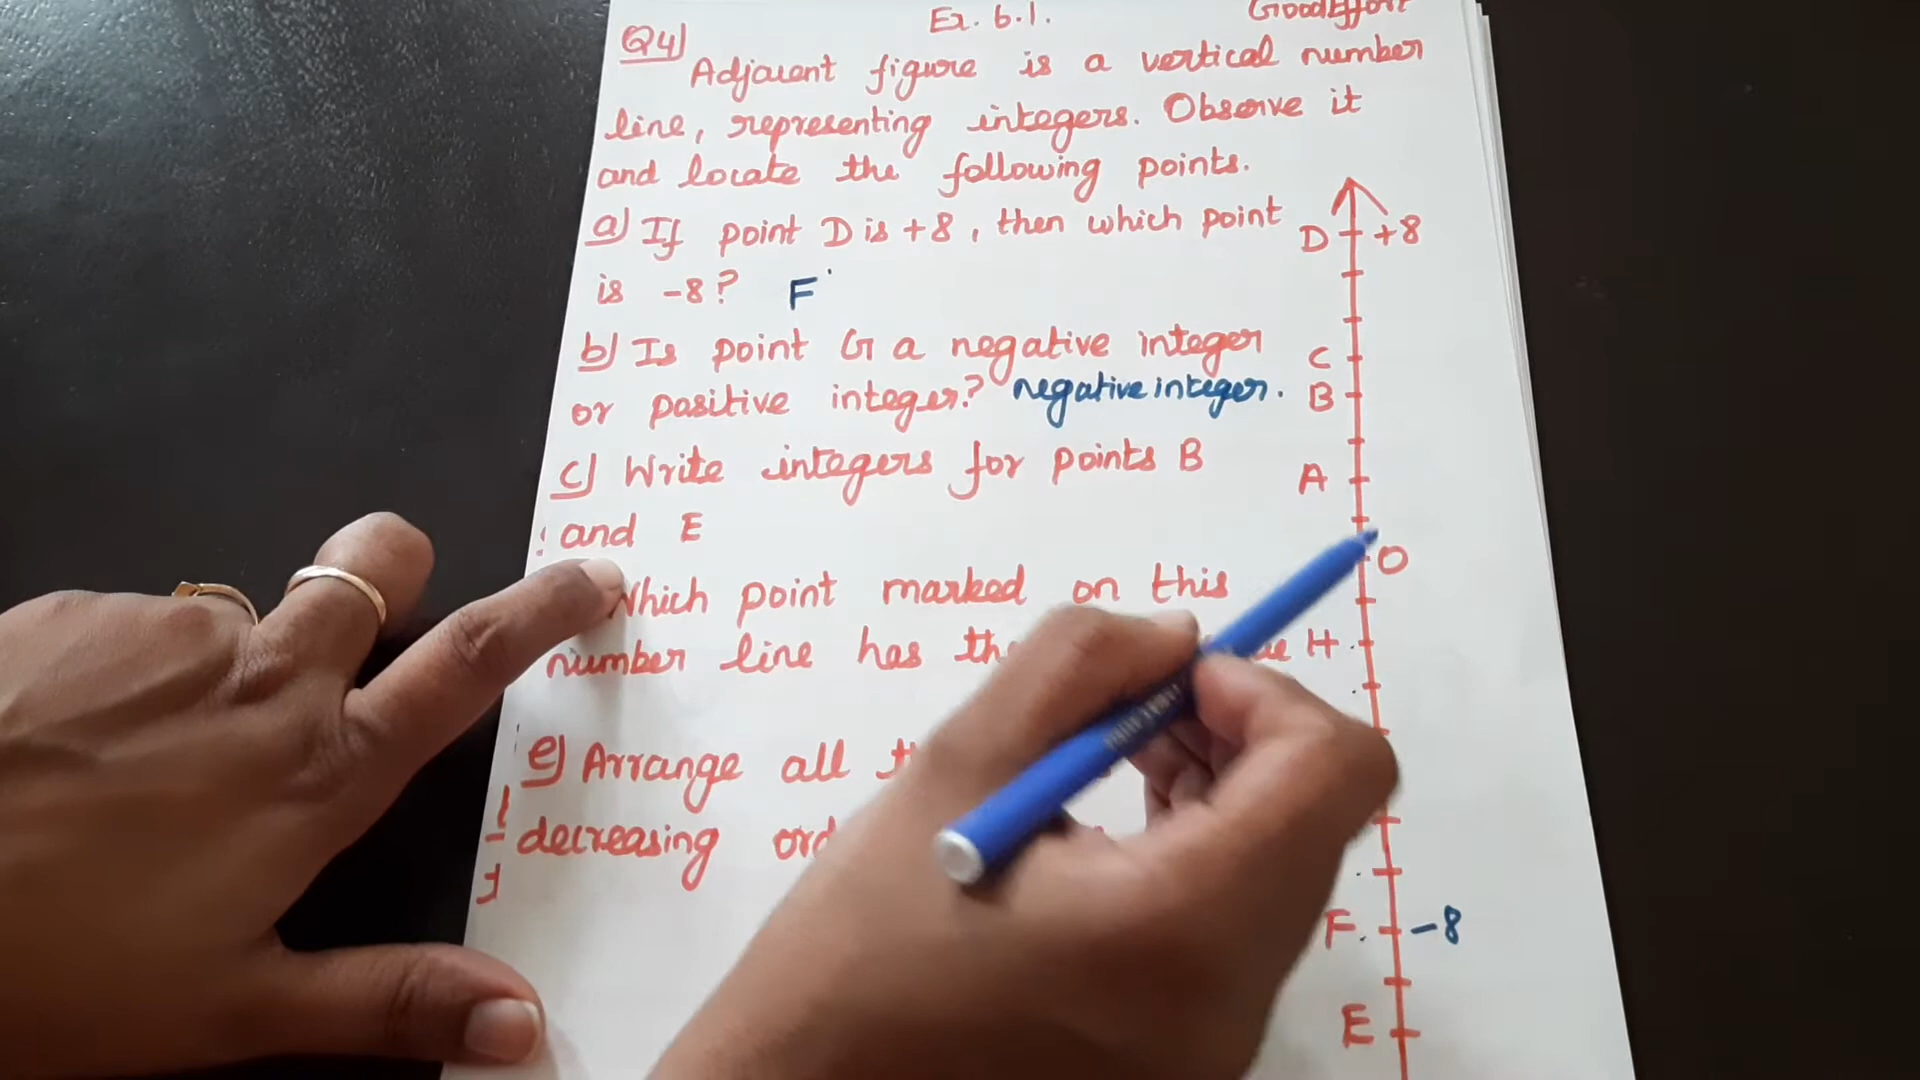 Ex. 6.1.
GoodEffort
Q4)
Adjacent figure is a vertical number
line, representing integers. Observe it
and locate the following points.
a) If point D is +8, then which point
is -8? F
b) Is point G a negative integer
or pasitive integer? negative integer.
c) Write integers for points B
and E
Which point marked on this
number line has the
e) Arrange all
decreasing
D +8
C
B
A
O
H
F. -8
E